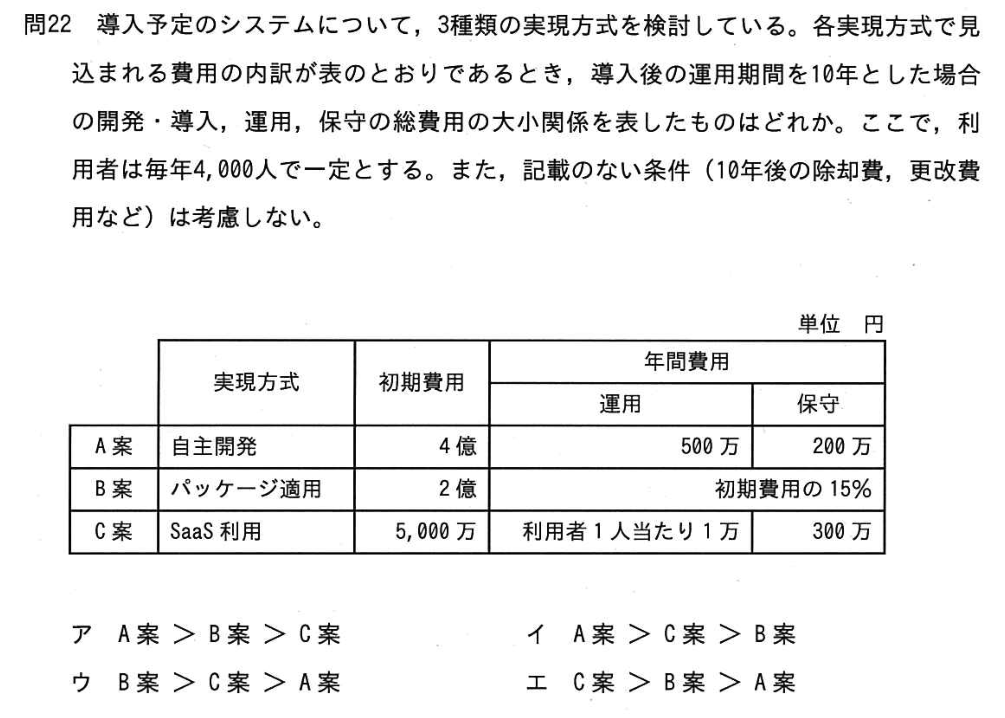 問22 導入予定のシステムについて，3種類の実現方式を検討している。各実現方式で見
込まれる費用の内訳が表のとおりであるとき，導入後の運用期間を10年とした場合
の開発・導入，運用，保守の総費用の大小関係を表したものはどれか。ここで，利
用者は毎年4,000人で一定とする。また，記載のない条件（10年後の除却費，更改費
用など）は考慮しない。
単位 円
実現方式 初期費用 年間費用
運用 保守
A案 自主開発 4億 500万 200万
B案 パッケージ適用 2億 初期費用の15%
C案 SaaS利用 5,000万 利用者1人当たり1万 300万
ア A案 ＞ B案 ＞ C案 イ A案 ＞ C案 ＞ B案
ウ B案 ＞ C案 ＞ A案 エ C案 ＞ B案 ＞ A案